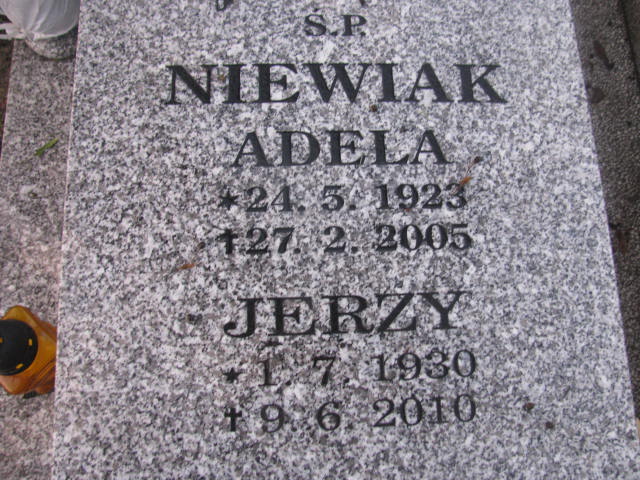 Ś.P.
NIEWIAK
ADELA
* 24. 5. 1923
† 27. 2. 2005
JERZY
* 1. 7. 1930
† 9. 6. 2010